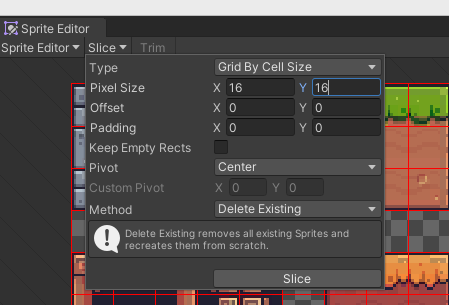 Sprite Editor
Sprite Editor Slice Trim
Type Grid By Cell Size
Pixel Size X 16 Y 16
Offset X 0 Y 0
Padding X 0 Y 0
Keep Empty Rects
Pivot Center
Custom Pivot X 0 Y 0
Method Delete Existing
Delete Existing removes all existing Sprites and
recreates them from scratch.
Slice